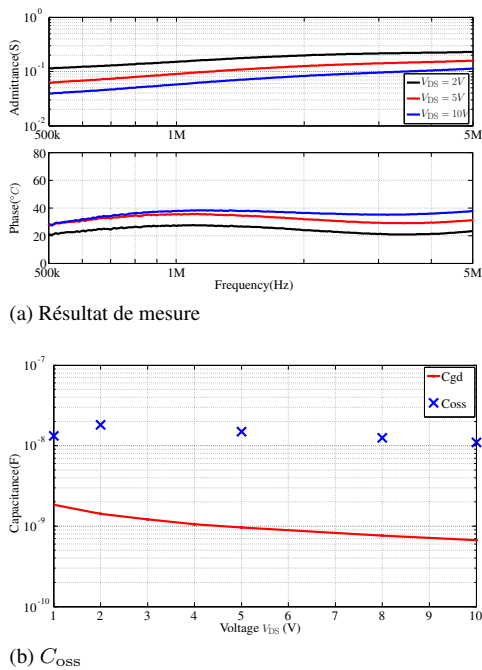 10^0
10^-1
10^-2
Admittance(S)
V_DS = 2V
V_DS = 5V
V_DS = 10V
500k 1M 5M
80
60
40
20
0
Phase(°C)
500k 1M 5M
Frequency(Hz)
(a) Résultat de mesure
10^-7
10^-8
10^-9
10^-10
Capacitance(F)
Cgd
Coss
1 2 3 4 5 6 7 8 9 10
Voltage V_DS (V)
(b) C_oss